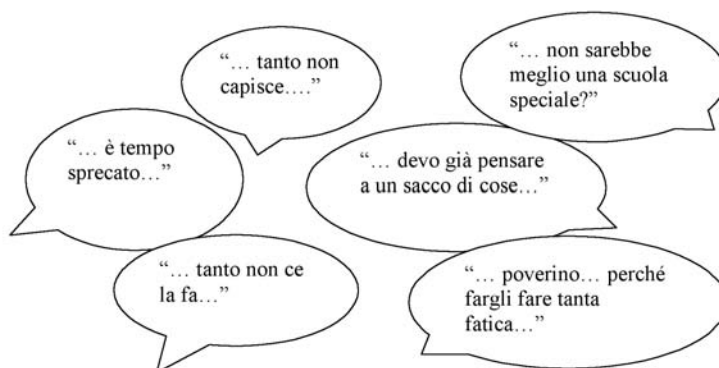 “… tanto non
capisce….”
“… non sarebbe
meglio una scuola
speciale?”
“… è tempo
sprecato…”
“… devo già pensare
a un sacco di cose…”
“… tanto non ce
la fa…”
“… poverino… perché
fargli fare tanta
fatica…”